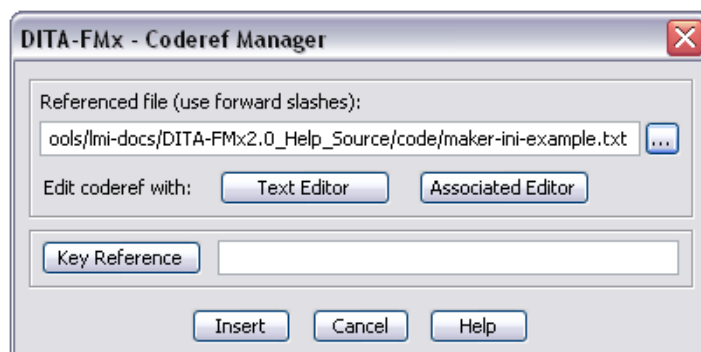 DITA-FMx - Coderef Manager
Referenced file (use forward slashes):
ools/lmi-docs/DITA-FMx2.0_Help_Source/code/maker-ini-example.txt ...
Edit coderef with: Text Editor Associated Editor
Key Reference
Insert Cancel Help